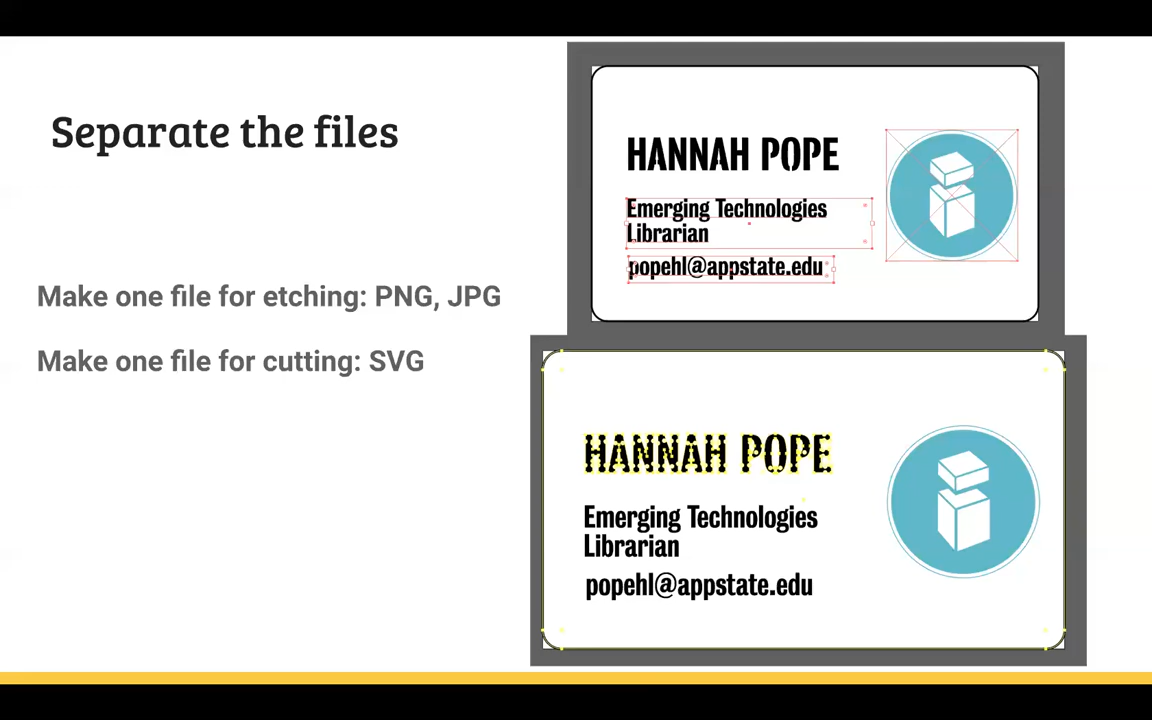 Separate the files
Make one file for etching: PNG, JPG
Make one file for cutting: SVG
HANNAH POPE
Emerging Technologies
Librarian
popehl@appstate.edu
HANNAH POPE
Emerging Technologies
Librarian
popehl@appstate.edu